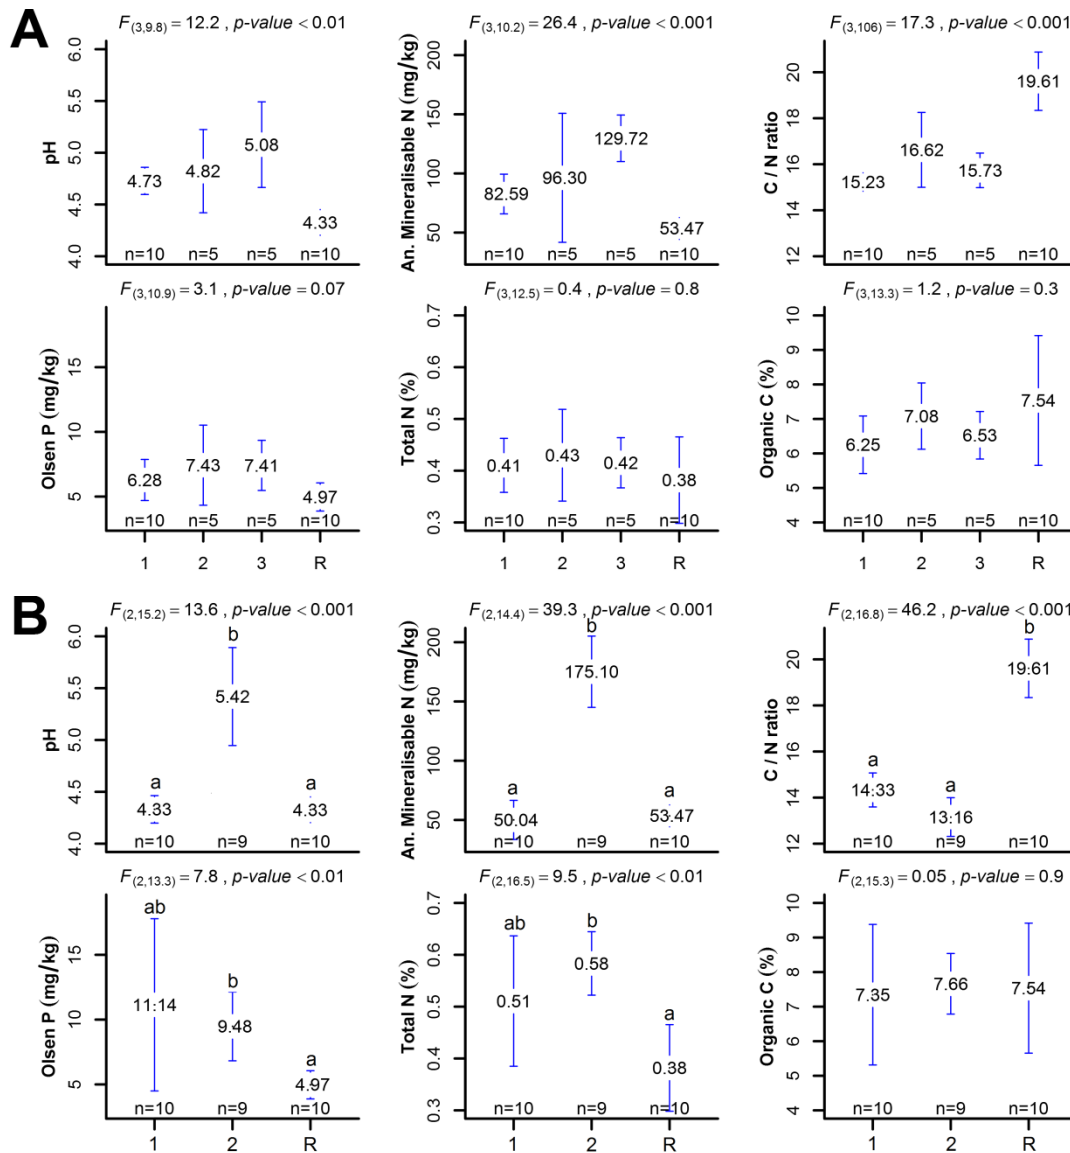 A
F(3,9.8) = 12.2 , p-value < 0.01
pH
6.0
5.5
5.0
4.5
4.0
4.73
4.82
5.08
4.33
n=10
n=5
n=5
n=10
F(3,10.2) = 26.4 , p-value < 0.001
An. Mineralisable N (mg/kg)
200
150
100
50
82.59
96.30
129.72
53.47
n=10
n=5
n=5
n=10
F(3,106) = 17.3 , p-value < 0.001
C / N ratio
20
18
16
14
12
15.23
16.62
15.73
19.61
n=10
n=5
n=5
n=10
F(3,10.9) = 3.1 , p-value = 0.07
Olsen P (mg/kg)
15
10
5
6.28
7.43
7.41
4.97
n=10
n=5
n=5
n=10
1
2
3
R
F(3,12.5) = 0.4 , p-value = 0.8
Total N (%)
0.7
0.6
0.5
0.4
0.3
0.41
0.43
0.42
0.38
n=10
n=5
n=5
n=10
1
2
3
R
F(3,13.3) = 1.2 , p-value = 0.3
Organic C (%)
10
9
8
7
6
5
4
6.25
7.08
6.53
7.54
n=10
n=5
n=5
n=10
1
2
3
R
B
F(2,15.2) = 13.6 , p-value < 0.001
pH
6.0
5.5
5.0
4.5
4.0
a
b
a
4.33
5.42
4.33
n=10
n=9
n=10
F(2,14.4) = 39.3 , p-value < 0.001
An. Mineralisable N (mg/kg)
200
150
100
50
a
b
a
50.04
175.10
53.47
n=10
n=9
n=10
F(2,16.8) = 46.2 , p-value < 0.001
C / N ratio
20
18
16
14
12
a
a
b
14:33
13:16
19:61
n=10
n=9
n=10
F(2,13.3) = 7.8 , p-value < 0.01
Olsen P (mg/kg)
15
10
5
ab
b
a
11:14
9.48
4.97
n=10
n=9
n=10
1
2
R
F(2,16.5) = 9.5 , p-value < 0.01
Total N (%)
0.7
0.6
0.5
0.4
0.3
ab
b
a
0.51
0.58
0.38
n=10
n=9
n=10
1
2
R
F(2,15.3) = 0.05 , p-value = 0.9
Organic C (%)
10
9
8
7
6
5
4
7.35
7.66
7.54
n=10
n=9
n=10
1
2
R